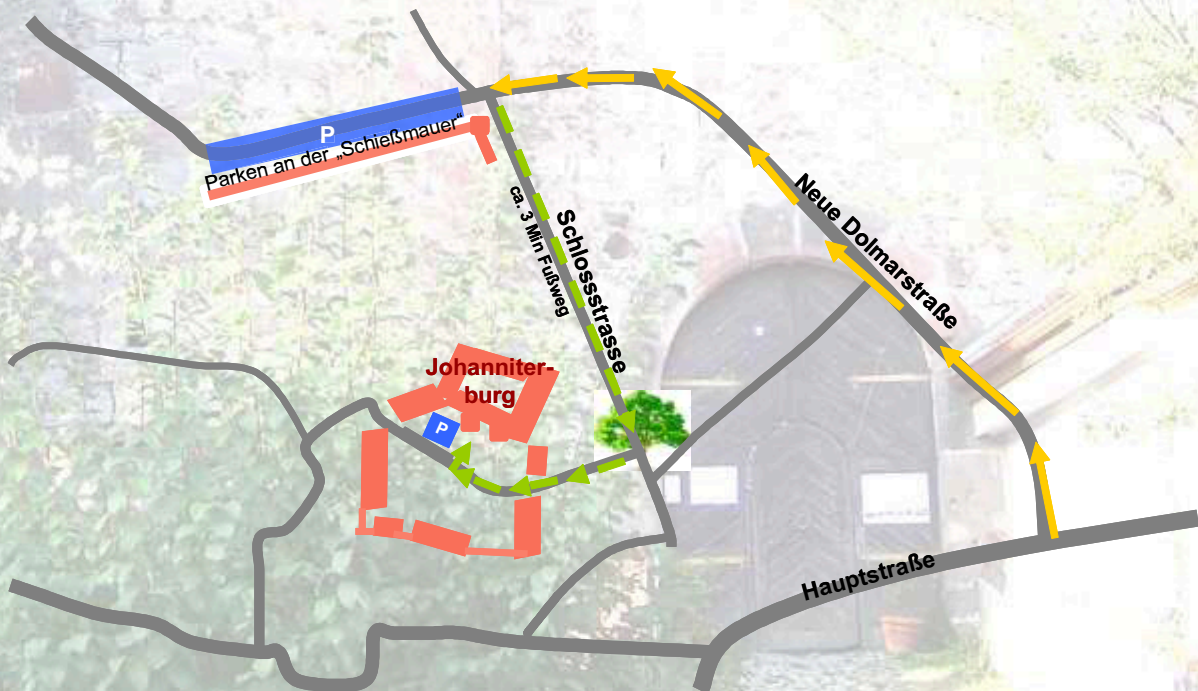 P
Parken an der „Schießmauer“
Schlossstrasse
ca. 3 Min Fußweg
Neue Dolmarstraße
Johanniter-
burg
P
Hauptstraße